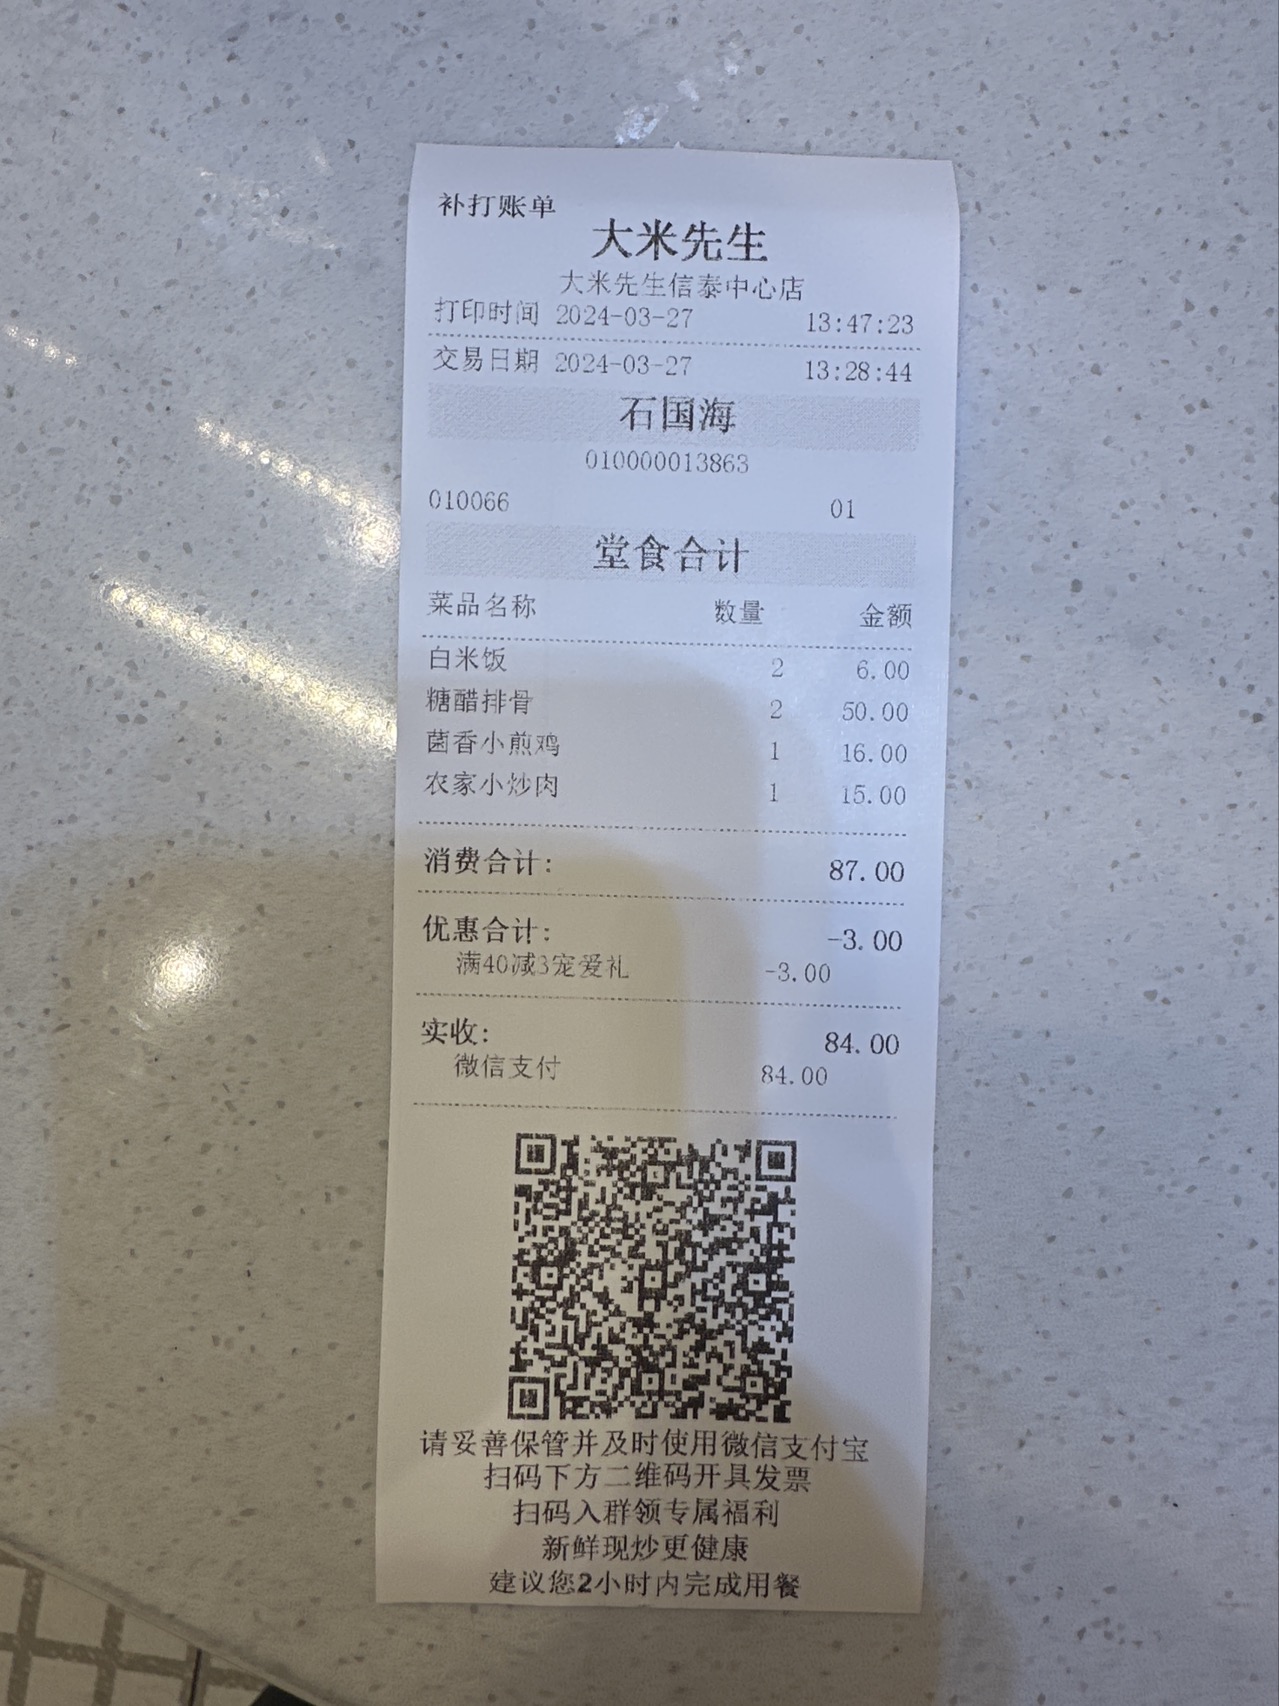 补打账单
大米先生
大米先生信泰中心店
打印时间 2024-03-27 13:47:23
交易日期 2024-03-27 13:28:44
石国海
010000013863
010066 01
堂食合计
菜品名称 数量 金额
白米饭 2 6.00
糖醋排骨 2 50.00
菌香小煎鸡 1 16.00
农家小炒肉 1 15.00
消费合计: 87.00
优惠合计: -3.00
满40减3宠爱礼 -3.00
实收: 84.00
微信支付 84.00
请妥善保管并及时使用微信支付宝
扫码下方二维码开具发票
扫码入群领专属福利
新鲜现炒更健康
建议您2小时内完成用餐